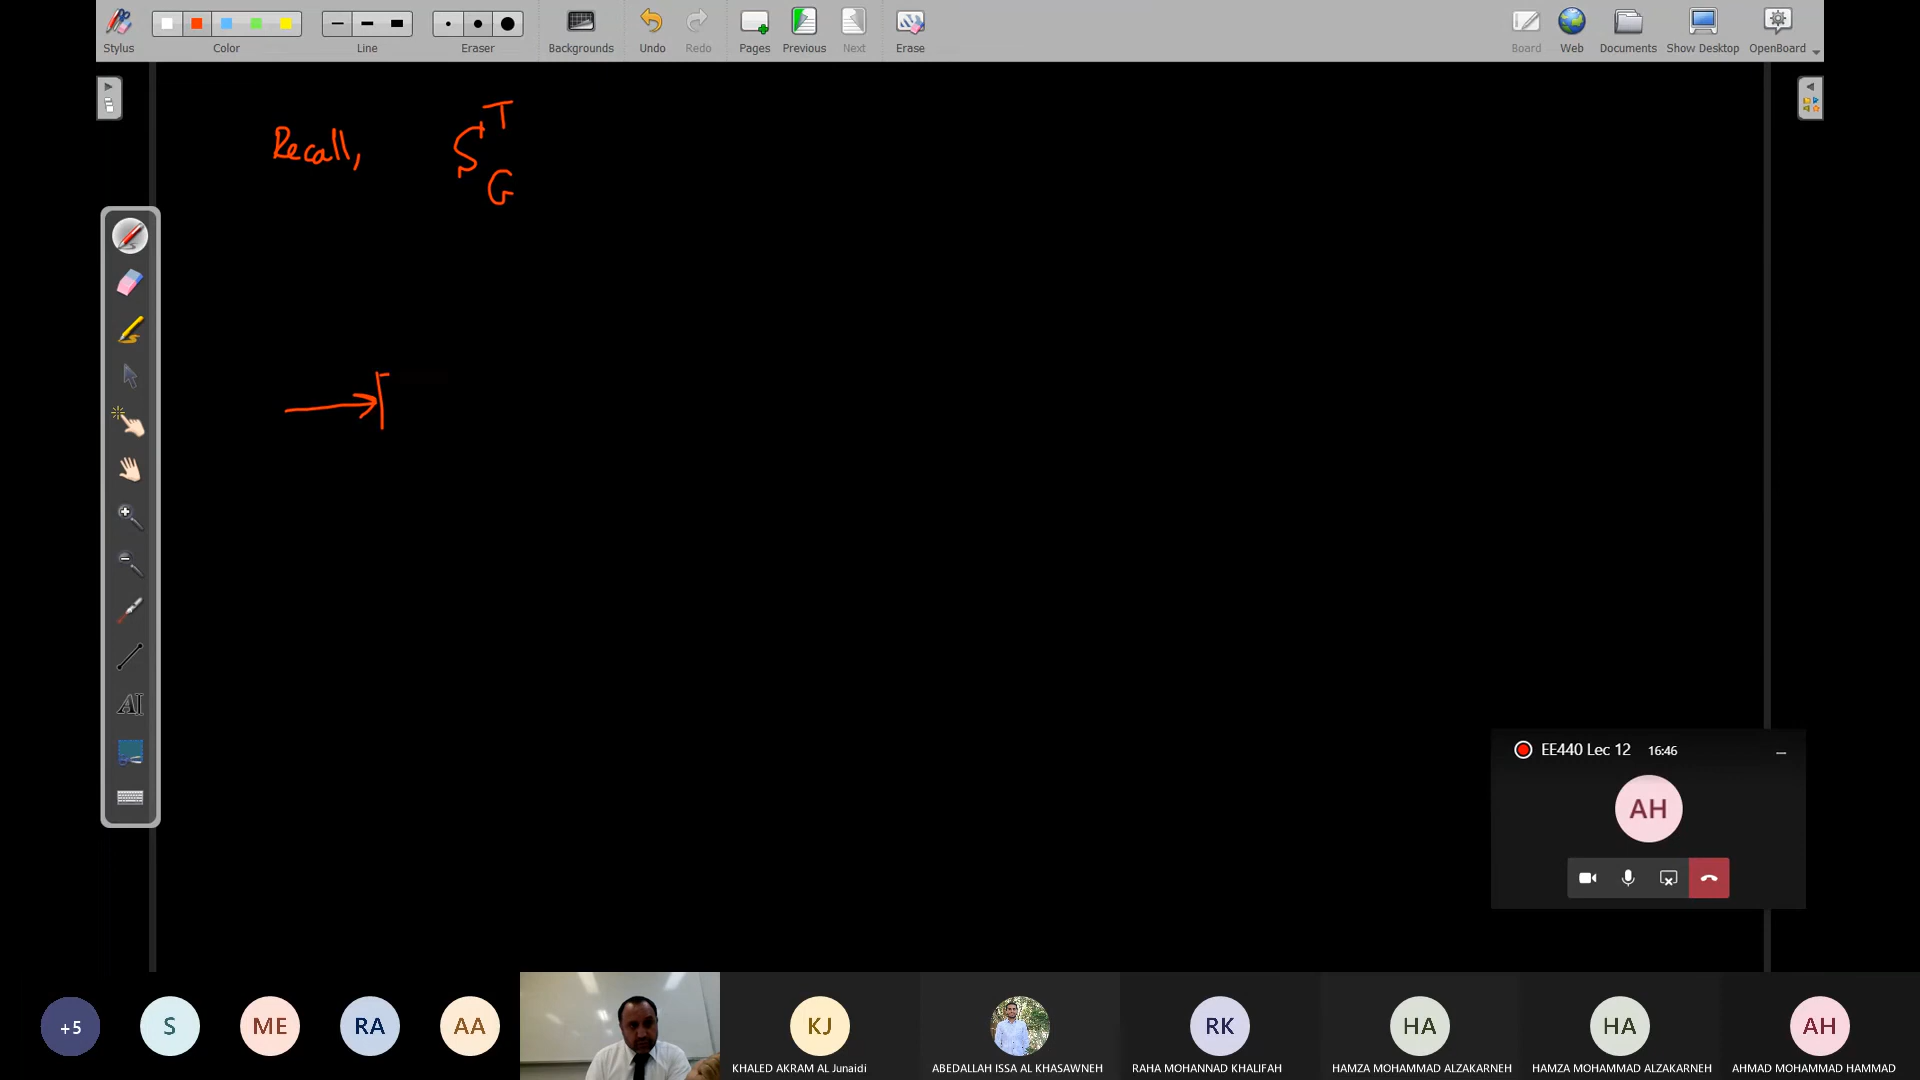 Stylus Color Line Eraser Backgrounds Undo Redo Pages Previous Next Erase Board Web Documents Show Desktop OpenBoard
Recall, S T G
AI
EE440 Lec 12 16:46
AH
+5 S ME RA AA KJ RK HA HA AH
KHALED AKRAM AL Junaidi ABEDALLAH ISSA AL KHASAWNEH RAHA MOHANNAD KHALIFAH HAMZA MOHAMMAD ALZAKARNEH HAMZA MOHAMMAD ALZAKARNEH AHMAD MOHAMMAD HAMMAD